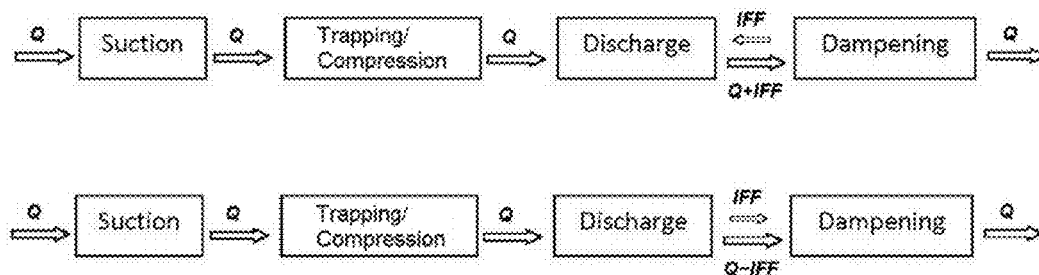 Q Suction Q Trapping/ Q Discharge IFF Dampening Q
Compression
Q+IFF
Q Suction Q Trapping/ Q Discharge IFF Dampening Q
Compression
Q−IFF